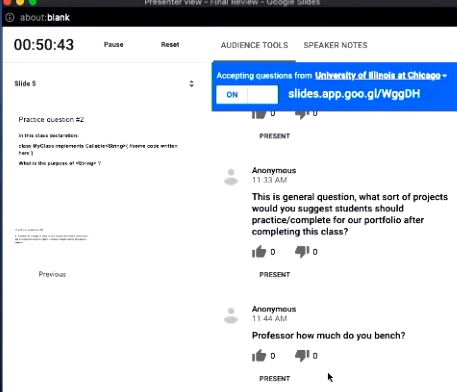 Presenter view - Final Review - Google Slides
about:blank
00:50:43
Pause
Reset
AUDIENCE TOOLS
SPEAKER NOTES
Slide 5
Accepting questions from University of Illinois at Chicago
ON
slides.app.goo.gl/WggDH
Practice question #2
In this class declaration:
class MyClass implements Callable<String>{ //some code written
here }
What is the purpose of <String> ?
Previous
0
0
PRESENT
Anonymous
11:33 AM
This is general question, what sort of projects
would you suggest students should
practice/complete for our portfolio after
completing this class?
0
0
PRESENT
Anonymous
11:44 AM
Professor how much do you bench?
0
0
PRESENT